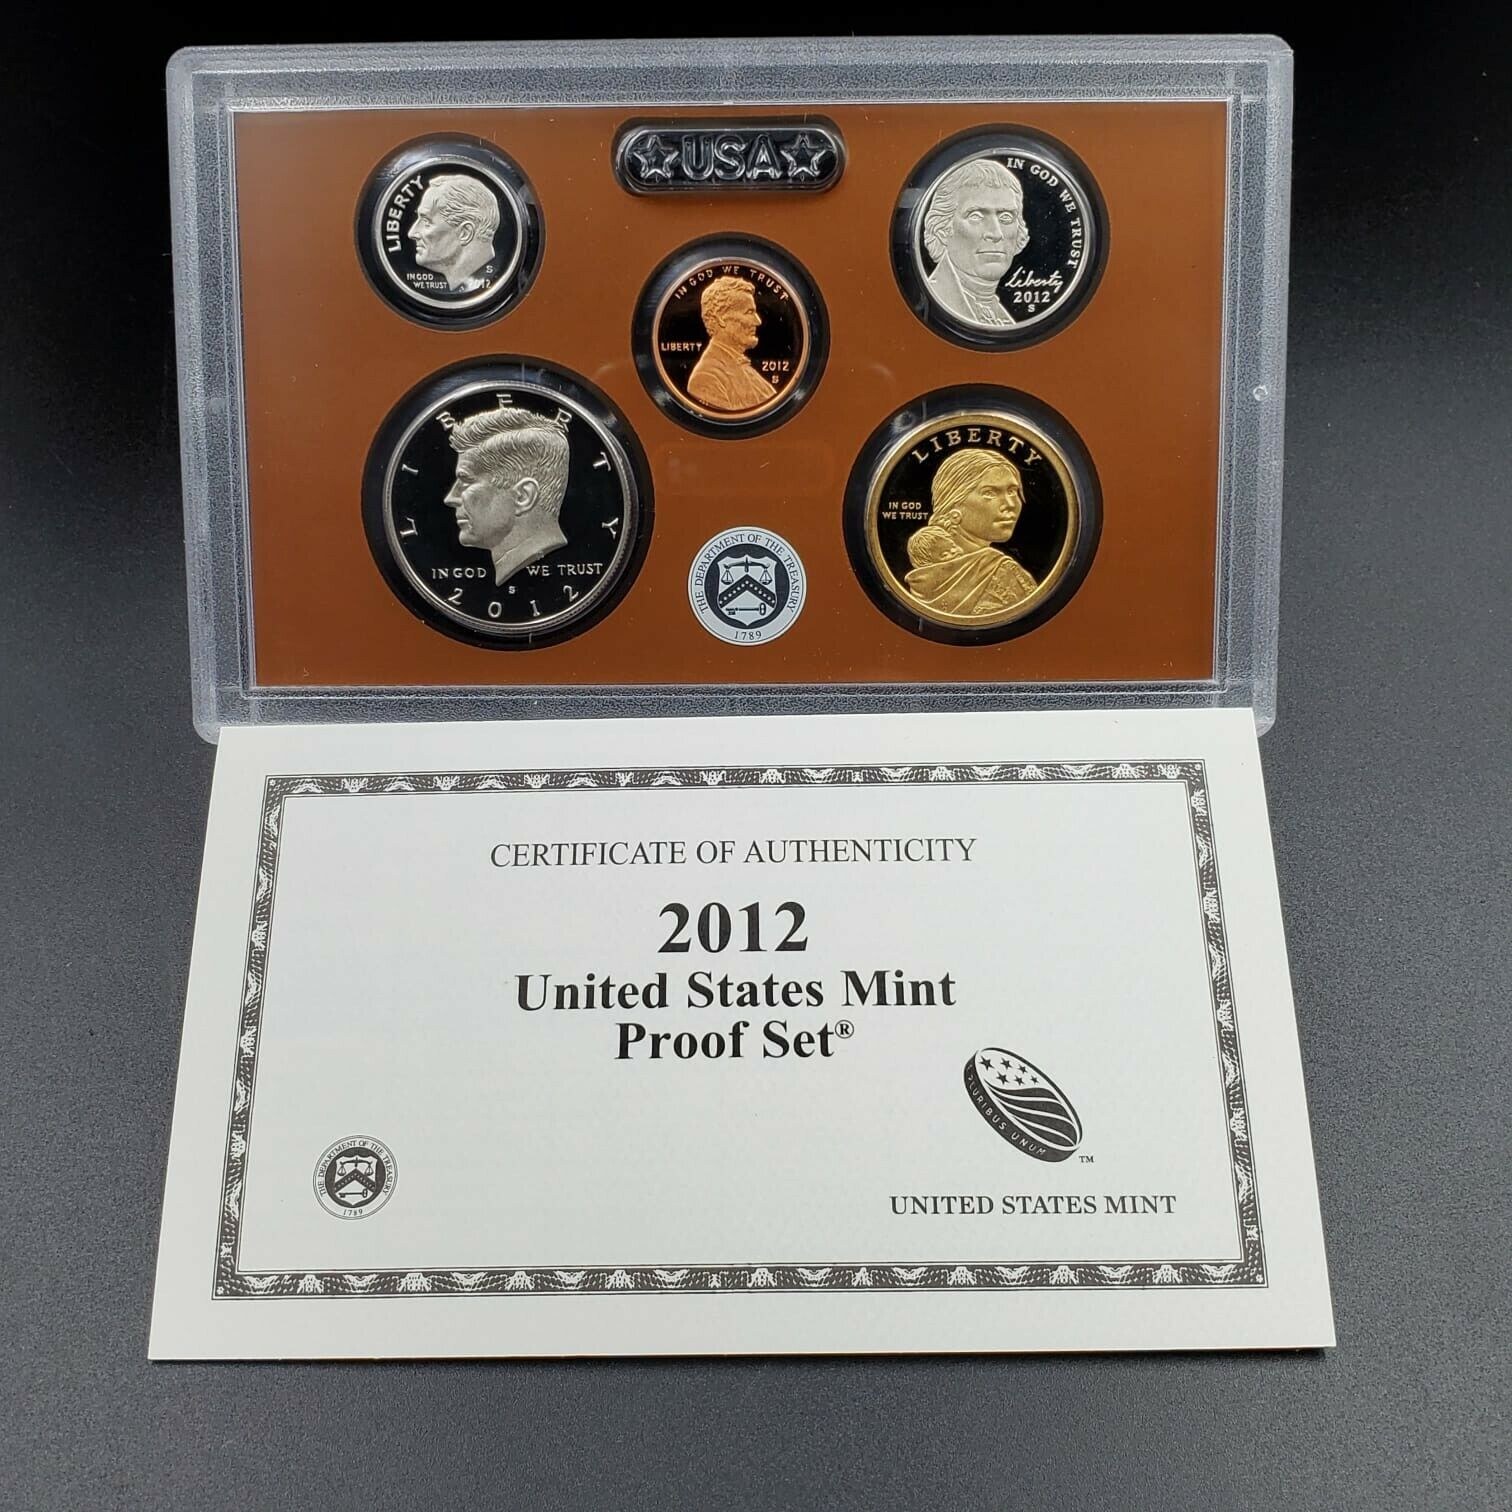 USA
LIBERTY
IN GOD
WE TRUST
S
2012
IN GOD WE TRUST
LIBERTY
2012
S
IN GOD WE TRUST
Liberty
2012
S
LIBERTY
IN GOD WE TRUST
S
2012
THE DEPARTMENT OF THE TREASURY
1789
LIBERTY
IN GOD
WE TRUST
CERTIFICATE OF AUTHENTICITY
2012
United States Mint
Proof Set®
PLURIBUS UNUM
TM
THE DEPARTMENT OF THE TREASURY
1789
UNITED STATES MINT